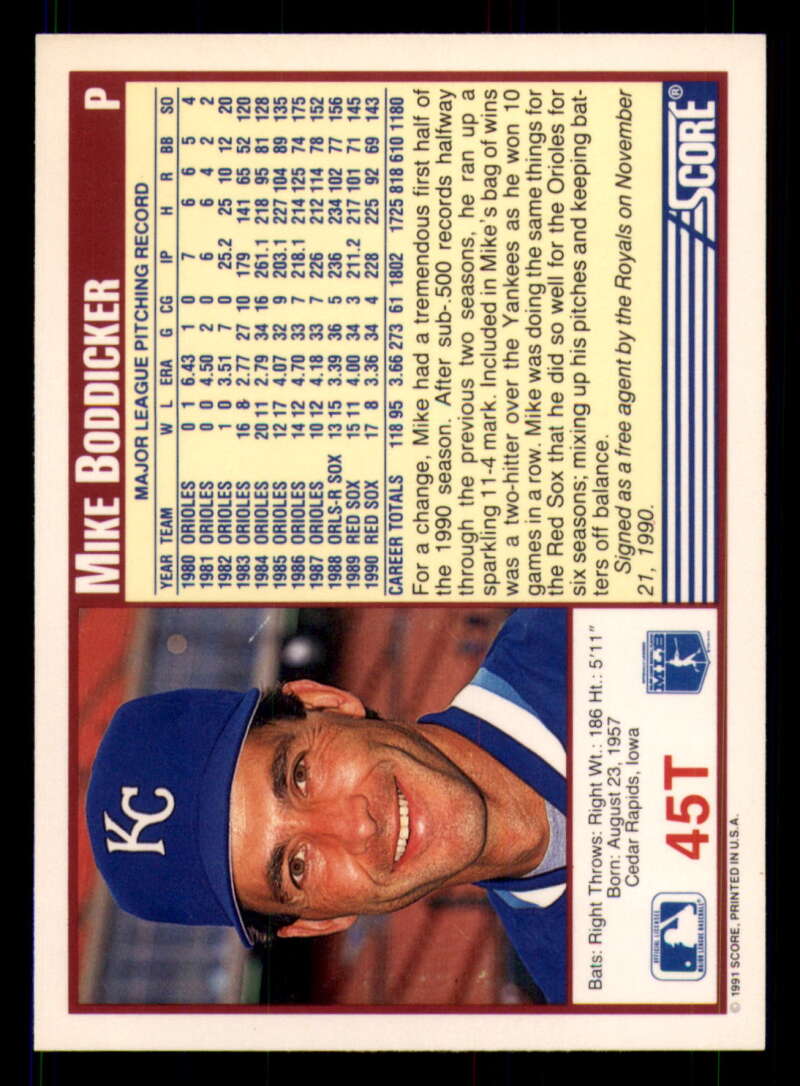 MIKE BODDICKER P
MAJOR LEAGUE PITCHING RECORD
YEAR TEAM W L ERA G CG IP H R BB SO
1980 ORIOLES 0 1 6.43 1 0 7 6 6 5 4
1981 ORIOLES 0 0 4.50 2 0 6 6 4 2 2
1982 ORIOLES 1 0 3.51 7 0 25.2 25 10 12 20
1983 ORIOLES 16 8 2.77 27 10 179 141 65 52 120
1984 ORIOLES 20 11 2.79 34 16 261.1 218 95 81 128
1985 ORIOLES 12 17 4.07 32 9 203.1 227 104 89 135
1986 ORIOLES 14 12 4.70 33 7 218.1 214 125 74 175
1987 ORIOLES 10 12 4.18 33 7 226 212 114 78 152
1988 ORLS-R SOX 13 15 3.39 36 5 236 234 102 77 156
1989 RED SOX 15 11 4.00 34 3 211.2 217 101 71 145
1990 RED SOX 17 8 3.36 34 4 228 225 92 69 143
CAREER TOTALS 118 95 3.66 273 61 1802 1725 818 610 1180
For a change, Mike had a tremendous first half of
the 1990 season. After sub-.500 records halfway
through the previous two seasons, he ran up a
sparkling 11-4 mark. Included in Mike's bag of wins
was a two-hitter over the Yankees as he won 10
games in a row. Mike was doing the same things for
the Red Sox that he did so well for the Orioles for
six seasons; mixing up his pitches and keeping bat-
ters off balance.
Signed as a free agent by the Royals on November
21, 1990.
SCORE®
KC
Bats: Right Throws: Right Wt.: 186 Ht.: 5'11"
Born: August 23, 1957
Cedar Rapids, Iowa
OFFICIAL LICENSEE
MAJOR LEAGUE BASEBALL
45T
© 1991 SCORE, PRINTED IN U.S.A.